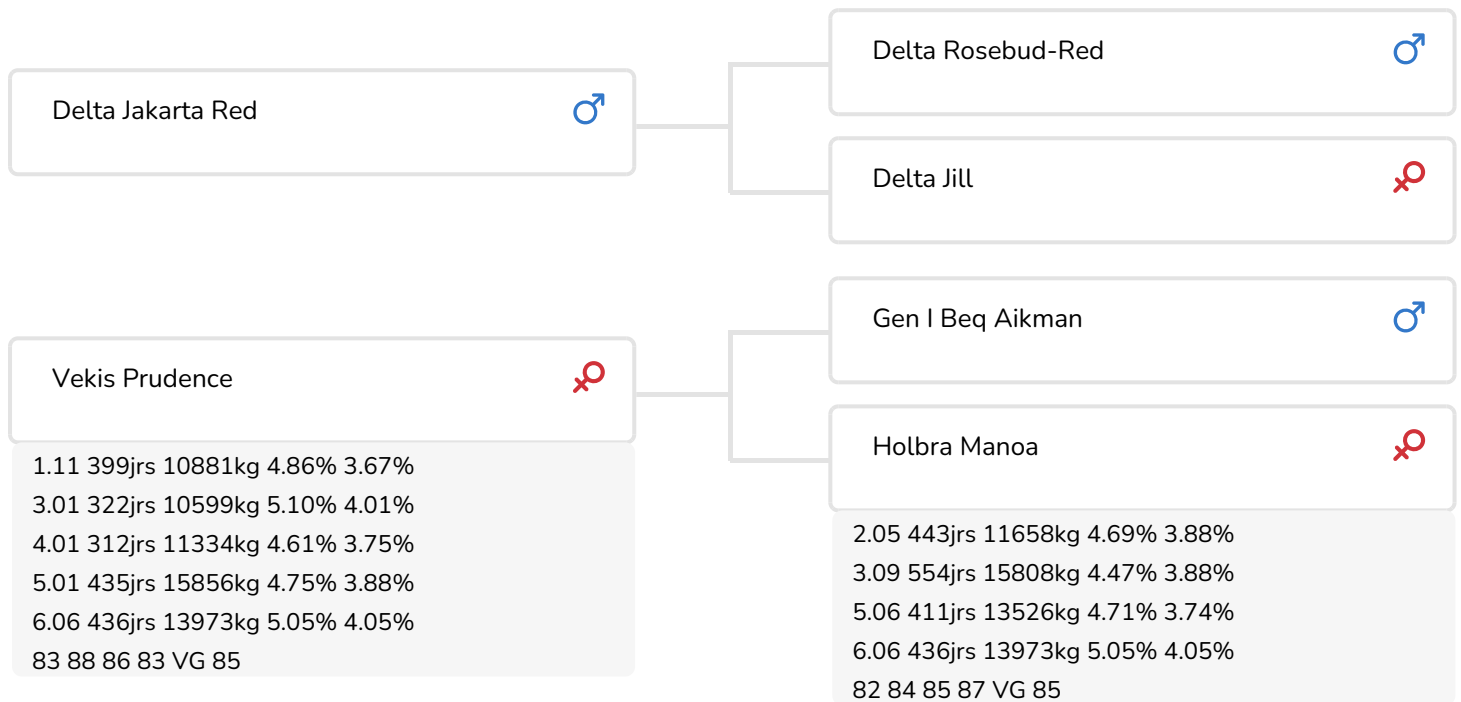 Delta Jakarta Red
Vekis Prudence
1.11 399jrs 10881kg 4.86% 3.67%
3.01 322jrs 10599kg 5.10% 4.01%
4.01 312jrs 11334kg 4.61% 3.75%
5.01 435jrs 15856kg 4.75% 3.88%
6.06 436jrs 13973kg 5.05% 4.05%
83 88 86 83 VG 85
Delta Rosebud-Red
Delta Jill
Gen I Beq Aikman
Holbra Manoa
2.05 443jrs 11658kg 4.69% 3.88%
3.09 554jrs 15808kg 4.47% 3.88%
5.06 411jrs 13526kg 4.71% 3.74%
6.06 436jrs 13973kg 5.05% 4.05%
82 84 85 87 VG 85